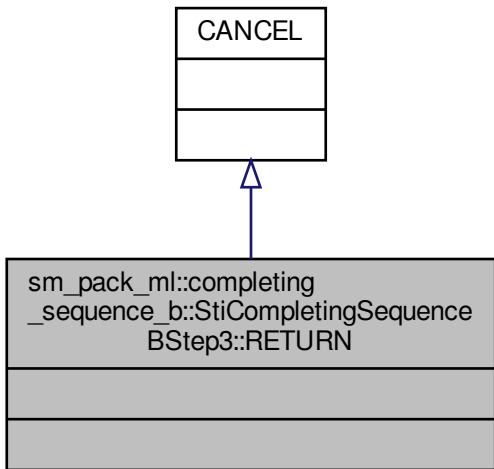 CANCEL
sm_pack_ml::completing
_sequence_b::StiCompletingSequence
BStep3::RETURN